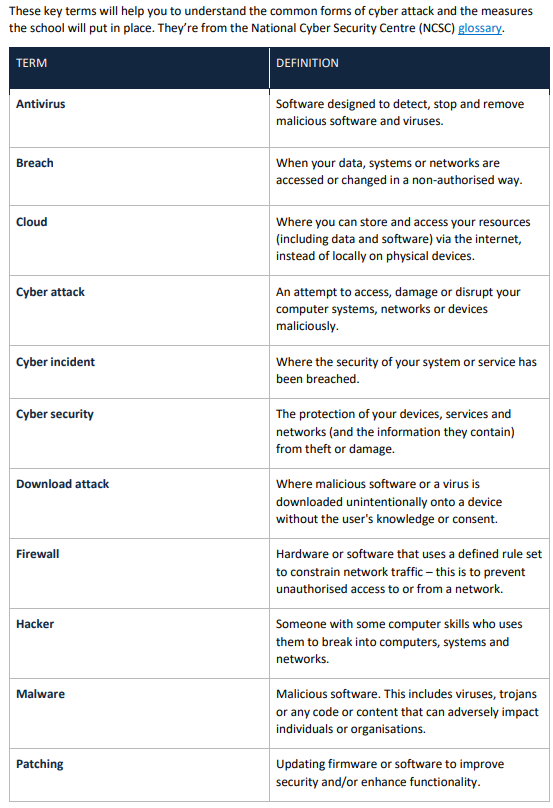 These key terms will help you to understand the common forms of cyber attack and the measures
the school will put in place. They’re from the National Cyber Security Centre (NCSC) glossary.
TERM
DEFINITION
Antivirus
Software designed to detect, stop and remove
malicious software and viruses.
Breach
When your data, systems or networks are
accessed or changed in a non-authorised way.
Cloud
Where you can store and access your resources
(including data and software) via the internet,
instead of locally on physical devices.
Cyber attack
An attempt to access, damage or disrupt your
computer systems, networks or devices
maliciously.
Cyber incident
Where the security of your system or service has
been breached.
Cyber security
The protection of your devices, services and
networks (and the information they contain)
from theft or damage.
Download attack
Where malicious software or a virus is
downloaded unintentionally onto a device
without the user's knowledge or consent.
Firewall
Hardware or software that uses a defined rule set
to constrain network traffic – this is to prevent
unauthorised access to or from a network.
Hacker
Someone with some computer skills who uses
them to break into computers, systems and
networks.
Malware
Malicious software. This includes viruses, trojans
or any code or content that can adversely impact
individuals or organisations.
Patching
Updating firmware or software to improve
security and/or enhance functionality.